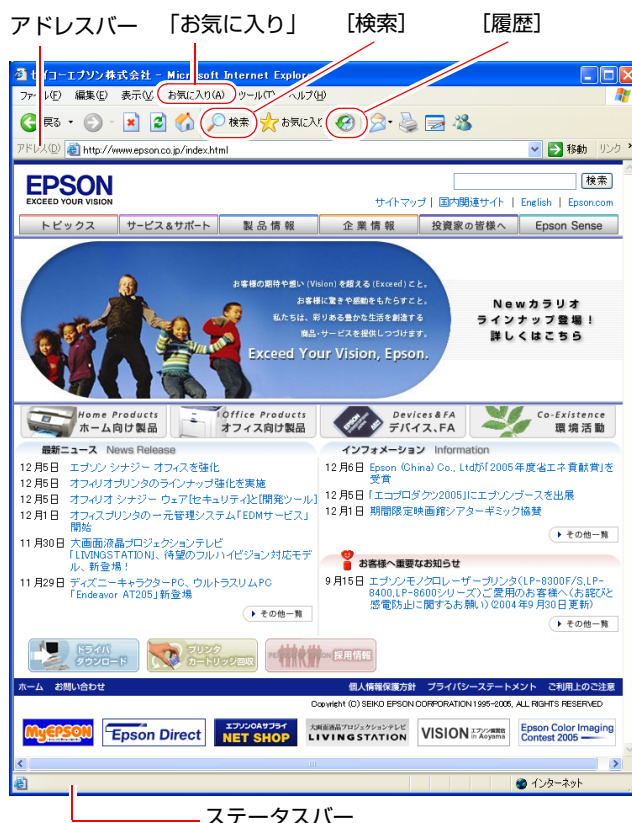 アドレスバー 「お気に入り」 [検索] [履歴]
セイコーエプソン株式会社 - Microsoft Internet Explorer
ファイル(F) 編集(E) 表示(V) お気に入り(A) ツール(T) ヘルプ(H)
戻る 検索 お気に入り
アドレス(D) http://www.epson.co.jp/index.html 移動 リンク
EPSON
EXCEED YOUR VISION
検索
サイトマップ | 国内関連サイト | English | Epson.com
トピックス サービス&サポート 製品情報 企業情報 投資家の皆様へ Epson Sense
お客様の期待や想い (Vision) を超える (Exceed) こと。
お客様に驚きや感動をもたらすこと。
私たちは、彩りある豊かな生活を創造する
商品・サービスを提供しつづけます。
Exceed Your Vision, Epson.
Newカラリオ
ラインナップ登場!
詳しくはこちら
Home Products
ホーム向け製品
Office Products
オフィス向け製品
Devices & FA
デバイス、FA
Co-Existence
環境活動
最新ニュース News Release
12月5日 エプソン シナジー オフィスを強化
12月5日 オフィリオプリンタのラインナップ強化を実施
12月5日 オフィリオ シナジー ウェア[セキュリティ]と[開発ツール]
12月1日 オフィスプリンタの一元管理システム「EDMサービス」
開始
11月30日 大画面液晶プロジェクションテレビ
「LIVINGSTATION」、待望のフルハイビジョン対応モデ
ル、新登場!
11月29日 ディズニーキャラクターPC、ウルトラスリムPC
「Endeavor AT205」新登場
その他一覧
インフォメーション Information
12月6日 Epson (China) Co., Ltdが「2005年度省エネ貢献賞」を
受賞
12月5日 「エコプロダクツ2005」にエプソンブースを出展
12月1日 期間限定映画館シアターギミック協賛
その他一覧
お客様へ重要なお知らせ
9月15日 エプソンモノクロレーザープリンタ(LP-8300F/S,LP-
8400,LP-8600シリーズ)ご愛用のお客様へ(お詫びと
感電防止に関するお願い)(2004年9月30日更新)
その他一覧
ドライバ
ダウンロード
プリンタ
カートリッジ回収
採用情報
ホーム お問い合わせ 個人情報保護方針 プライバシーステートメント ご利用上のご注意
Copyright (C) SEIKO EPSON CORPORATION 1995-2005, ALL RIGHTS RESERVED
MyEPSON
Epson Direct
エプソンOAサプライ
NET SHOP
大画面液晶プロジェクションテレビ
LIVINGSTATION
VISION エプソン販売 in Aoyama
Epson Color Imaging
Contest 2005
インターネット
ステータスバー